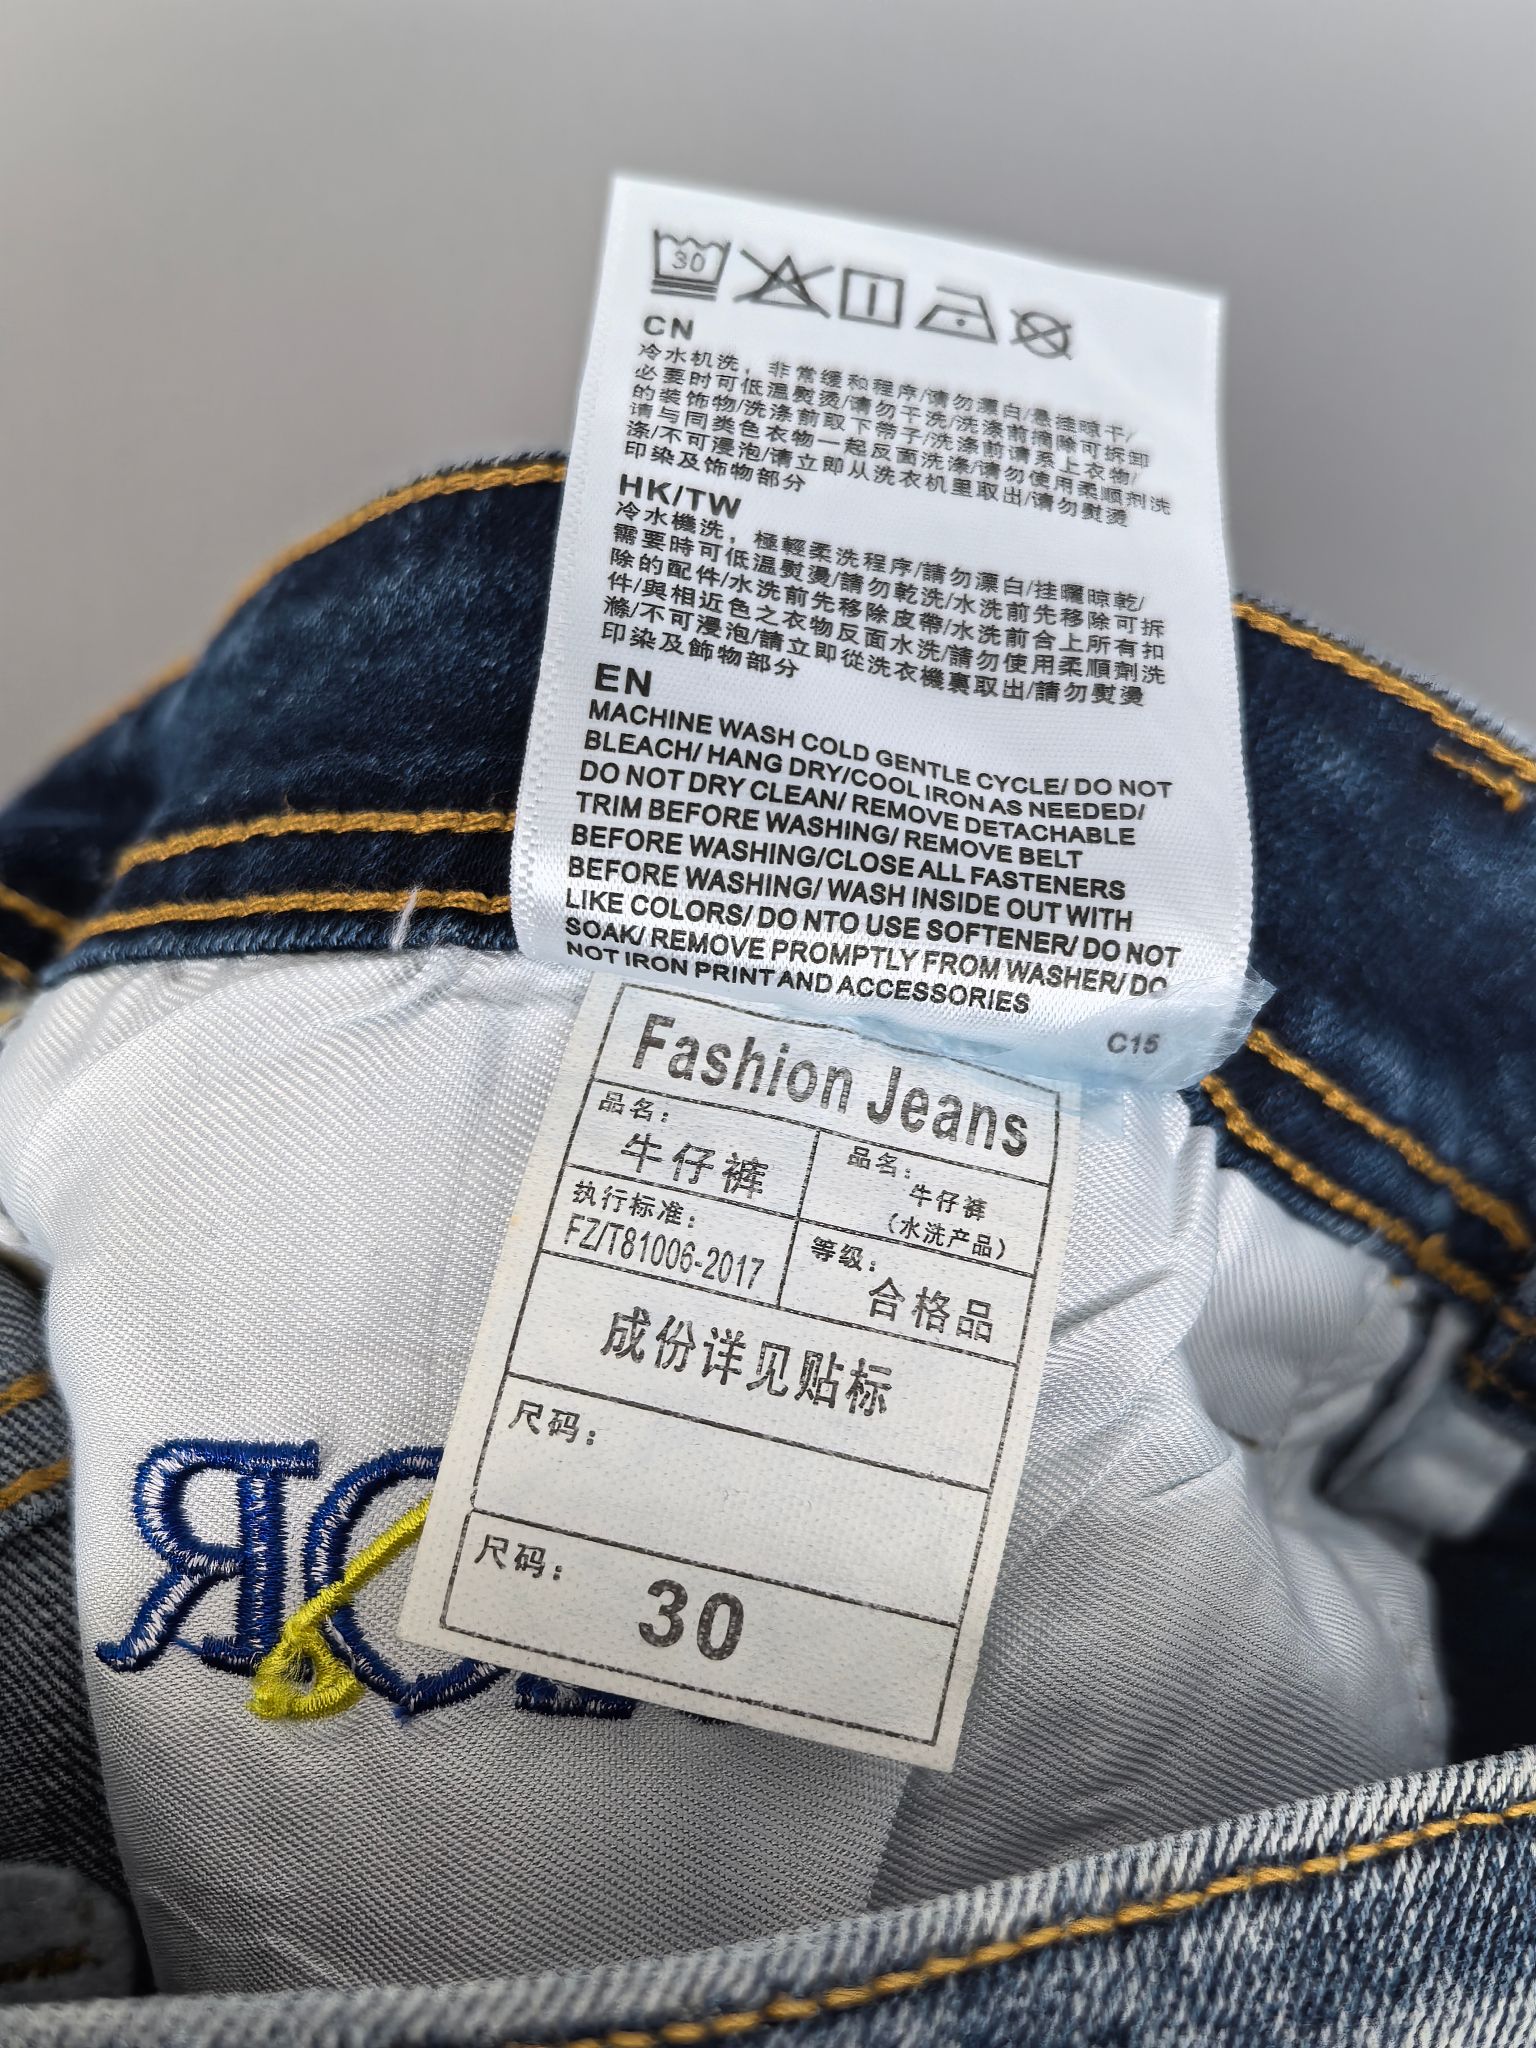 30
CN
冷水机洗，非常缓和程序/请勿漂白/悬挂晾干/
必要时可低温熨烫/请勿干洗/洗涤前摘除可拆卸
的装饰物/洗涤前取下带子/洗涤前请系上衣物/
请与同类色衣物一起反面洗涤/请勿使用柔顺剂洗
涤/不可浸泡/请立即从洗衣机里取出/请勿熨烫
印染及饰物部分
HK/TW
冷水機洗，極輕柔洗程序/請勿漂白/挂曬晾乾/
需要時可低温熨燙/請勿乾洗/水洗前先移除可拆
除的配件/水洗前先移除皮帶/水洗前合上所有扣
件/與相近色之衣物反面水洗/請勿使用柔順劑洗
滌/不可浸泡/請立即從洗衣機裏取出/請勿熨燙
印染及飾物部分
EN
MACHINE WASH COLD GENTLE CYCLE/ DO NOT
BLEACH/ HANG DRY/COOL IRON AS NEEDED/
DO NOT DRY CLEAN/ REMOVE DETACHABLE
TRIM BEFORE WASHING/ REMOVE BELT
BEFORE WASHING/CLOSE ALL FASTENERS
BEFORE WASHING/ WASH INSIDE OUT WITH
LIKE COLORS/ DO NTO USE SOFTENER/ DO NOT
SOAK/ REMOVE PROMPTLY FROM WASHER/ DO
NOT IRON PRINT AND ACCESSORIES
C15
Fashion Jeans
品名：
牛仔裤
品名：
牛仔裤
（水洗产品）
执行标准：
FZ/T81006-2017
等级：
合格品
成份详见贴标
尺码：
尺码：
30